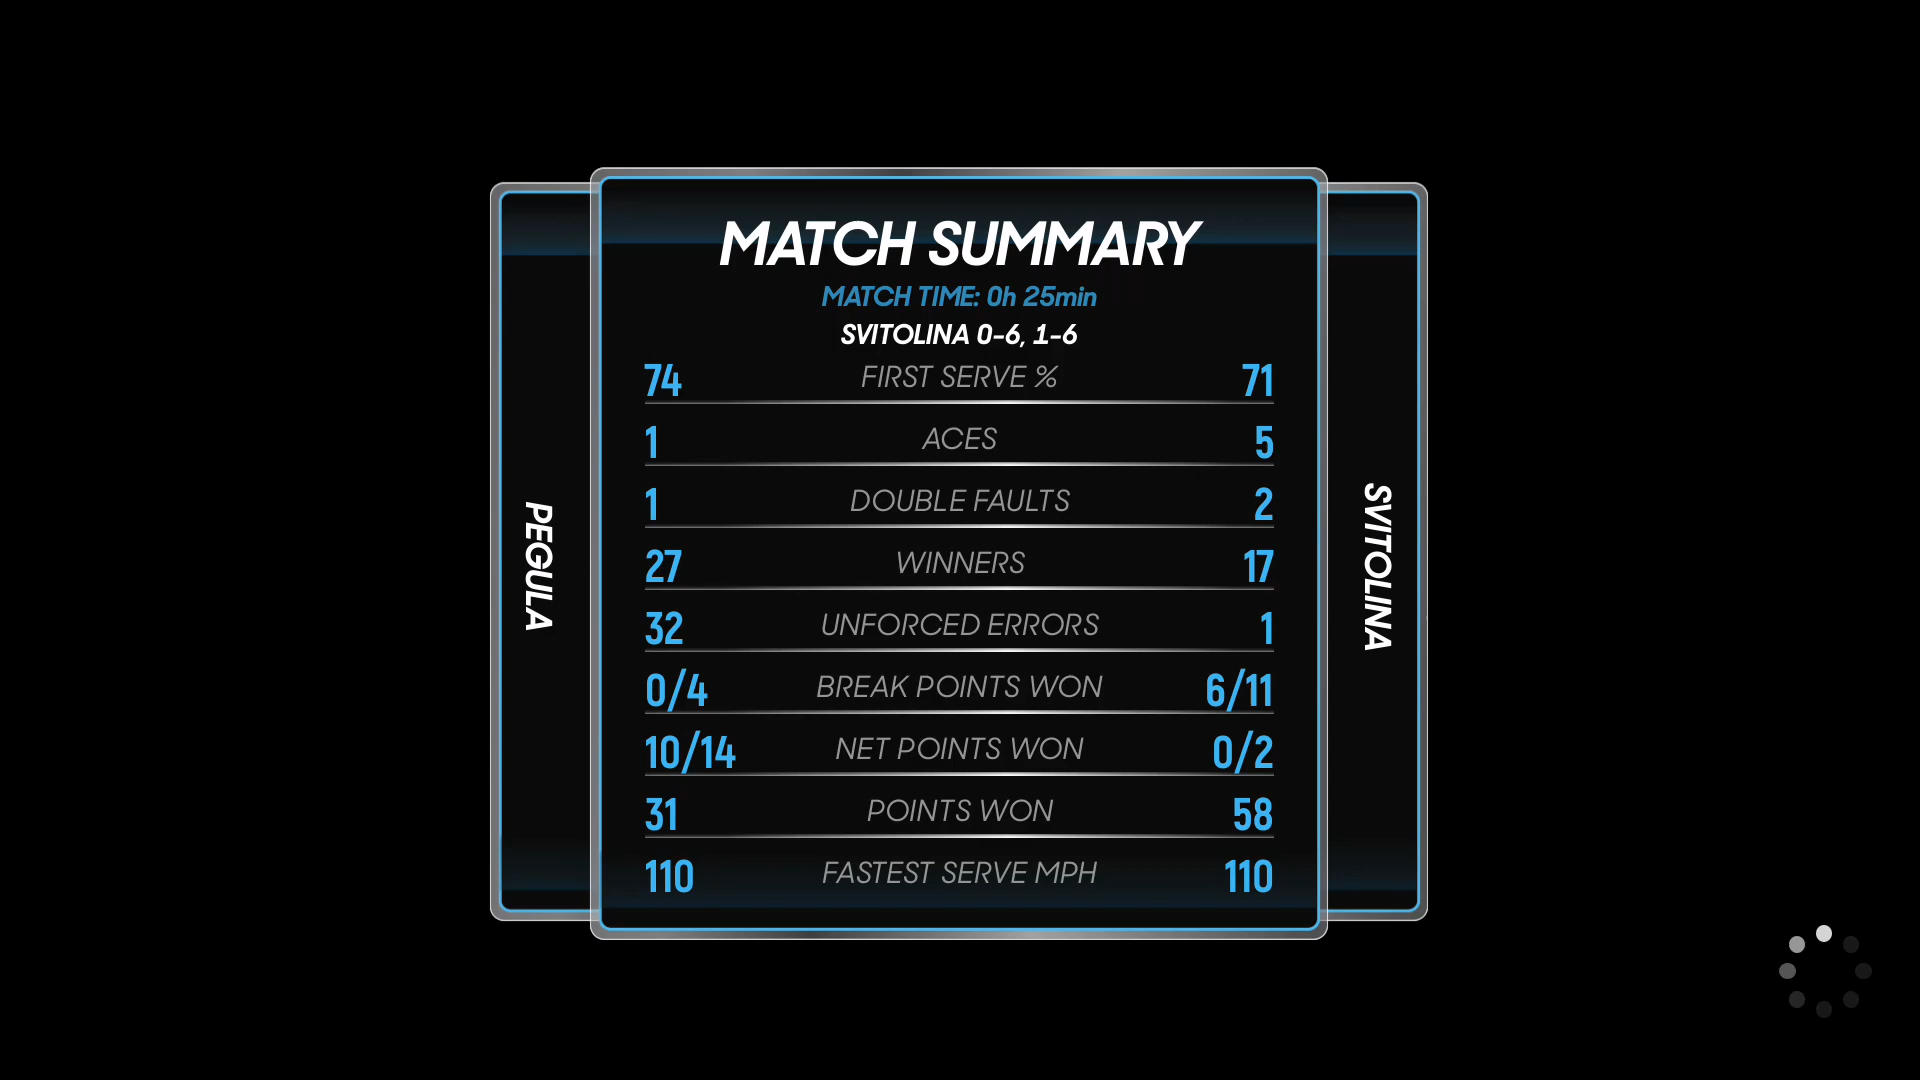 MATCH SUMMARY
MATCH TIME: 0h 25min
SVITOLINA 0-6, 1-6
74 FIRST SERVE % 71
1 ACES 5
1 DOUBLE FAULTS 2
27 WINNERS 17
32 UNFORCED ERRORS 1
0/4 BREAK POINTS WON 6/11
10/14 NET POINTS WON 0/2
31 POINTS WON 58
110 FASTEST SERVE MPH 110
PEGULA
SVITOLINA